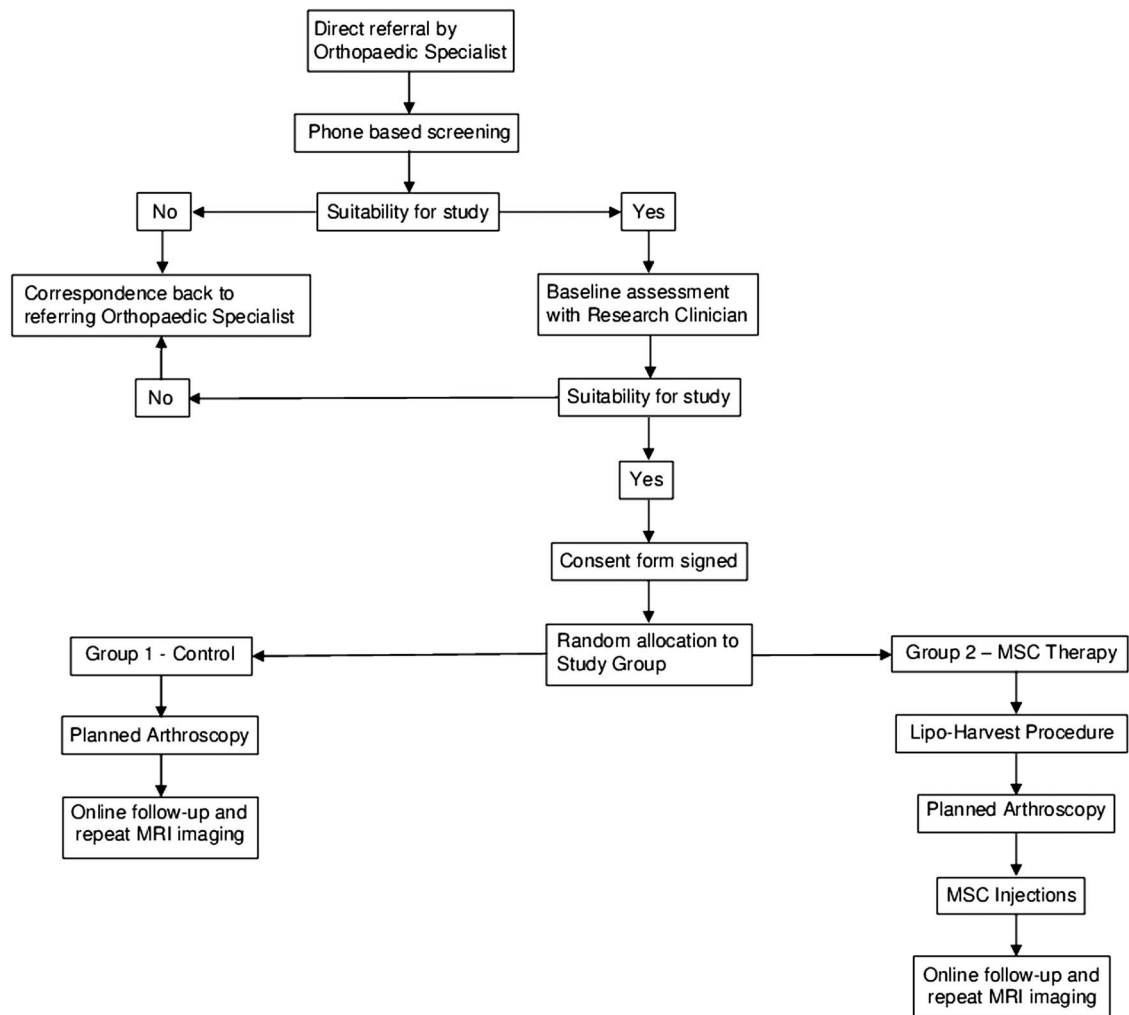 Direct referral by
Orthopaedic Specialist
Phone based screening
No
Suitability for study
Yes
Correspondence back to
referring Orthopaedic Specialist
Baseline assessment
with Research Clinician
No
Suitability for study
Yes
Consent form signed
Group 1 - Control
Random allocation to
Study Group
Group 2 – MSC Therapy
Planned Arthroscopy
Lipo-Harvest Procedure
Online follow-up and
repeat MRI imaging
Planned Arthroscopy
MSC Injections
Online follow-up and
repeat MRI imaging